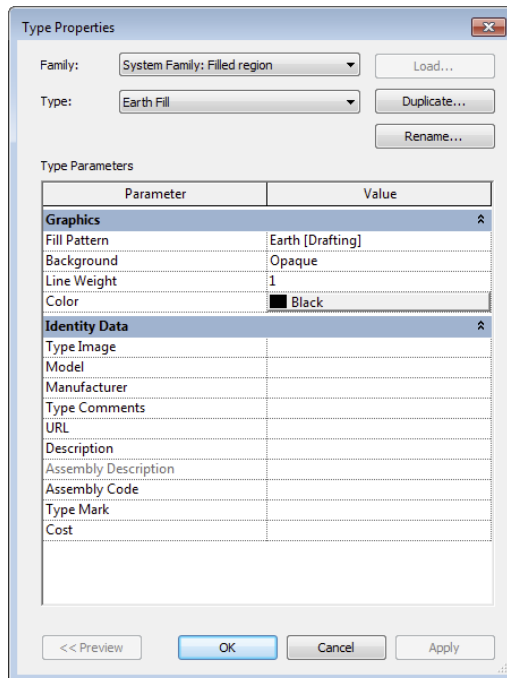 Type Properties
Family: System Family: Filled region Load...
Type: Earth Fill Duplicate...
Rename...
Type Parameters
Parameter Value
Graphics
Fill Pattern Earth [Drafting]
Background Opaque
Line Weight 1
Color Black
Identity Data
Type Image
Model
Manufacturer
Type Comments
URL
Description
Assembly Description
Assembly Code
Type Mark
Cost
<< Preview OK Cancel Apply